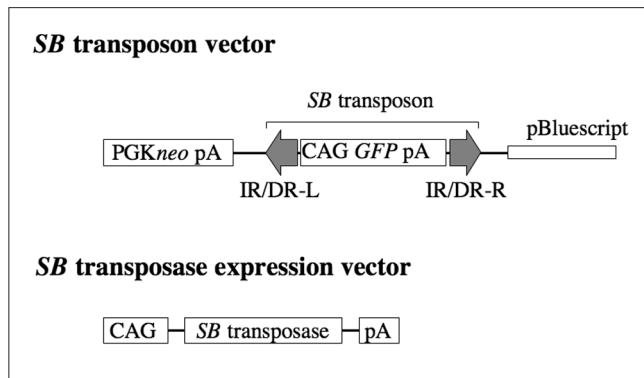 SB transposon vector
SB transposon
PGKneo pA
CAG GFP pA
pBluescript
IR/DR-L
IR/DR-R
SB transposase expression vector
CAG
SB transposase
pA